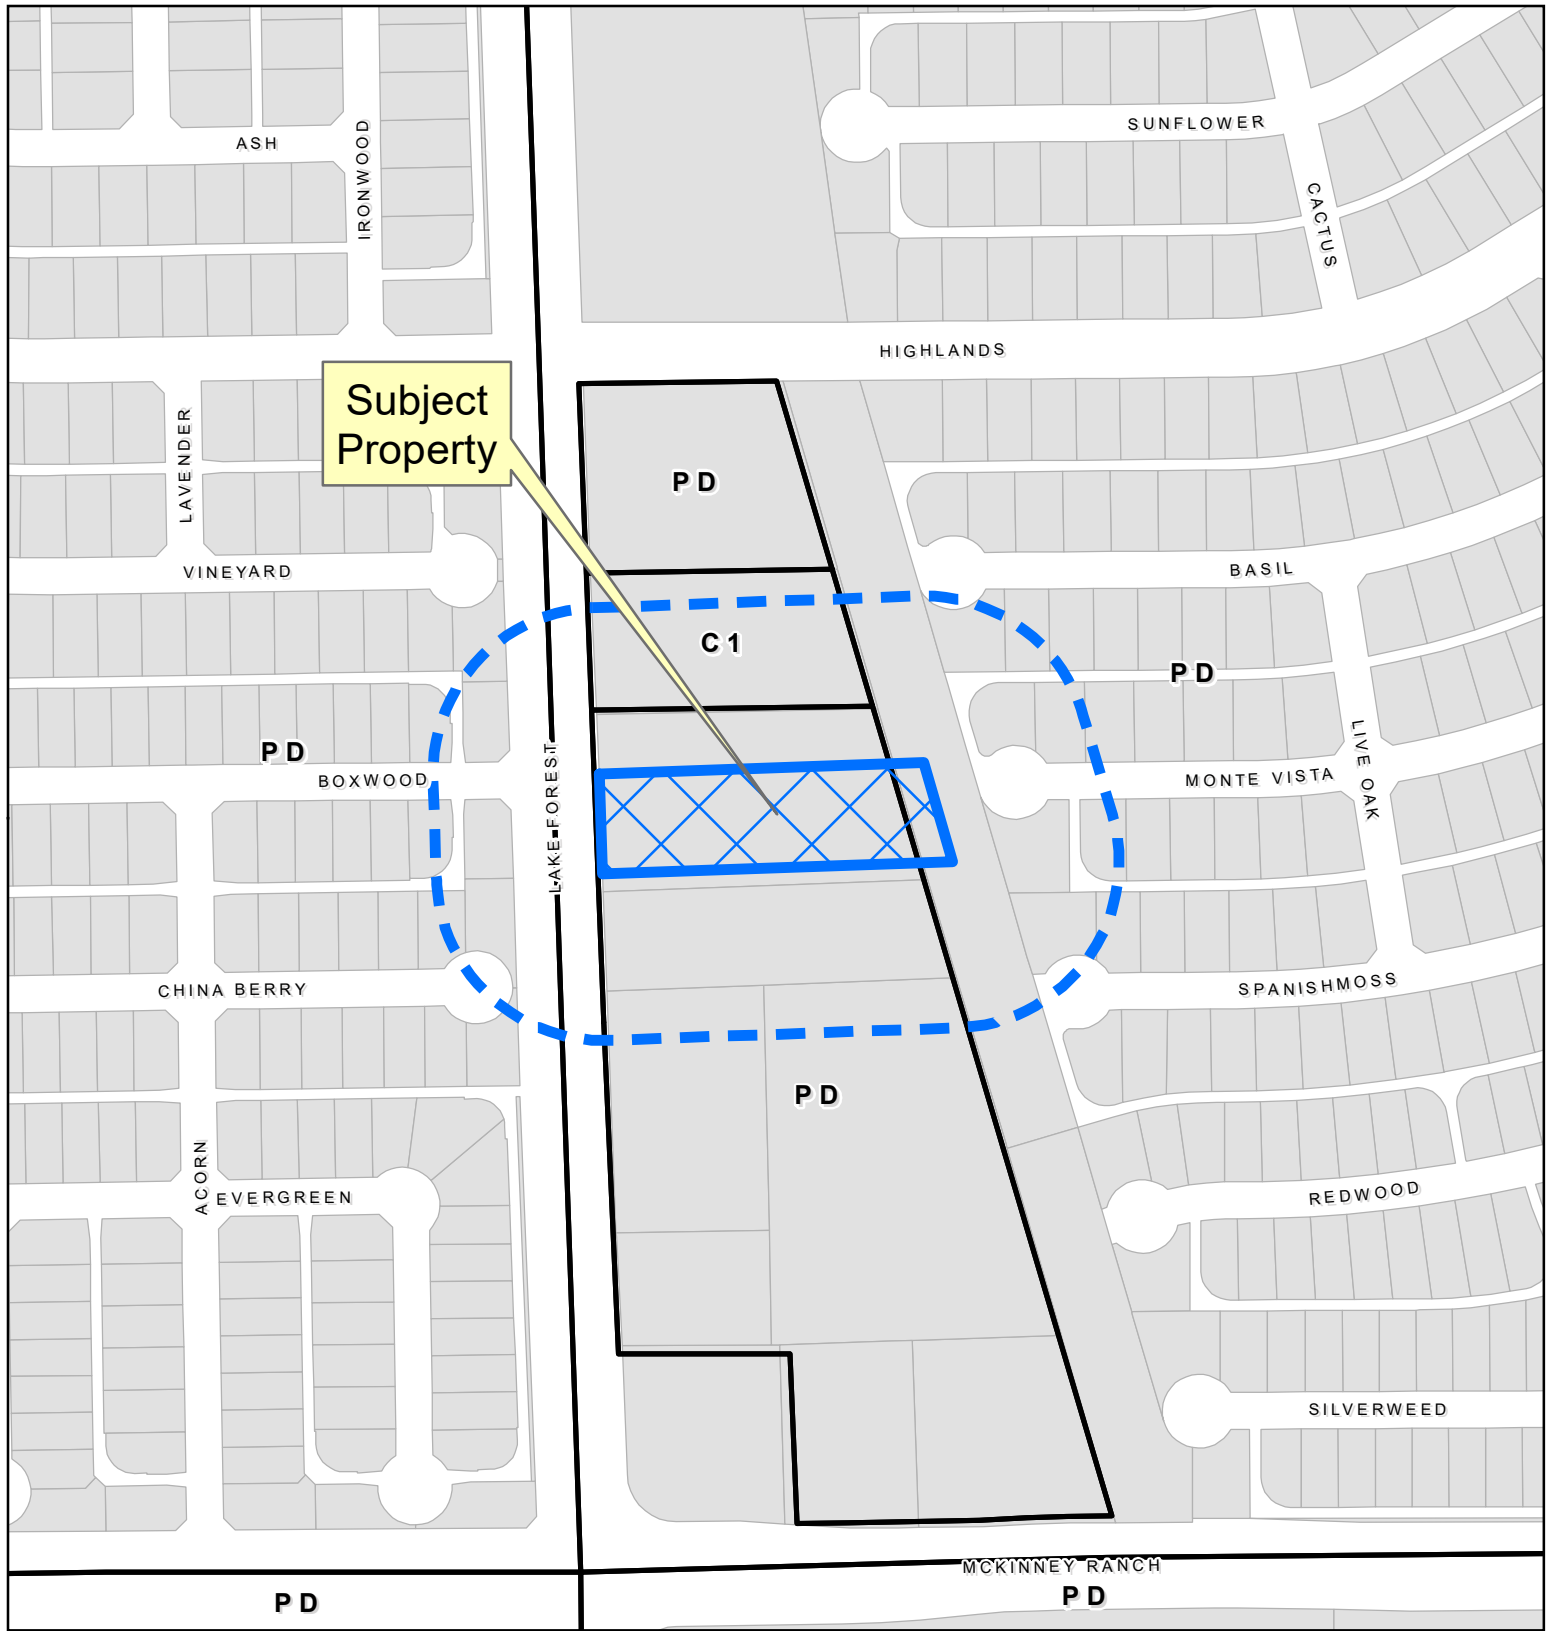 SUNFLOWER
ASH
IRONWOOD
CACTUS
HIGHLANDS
Subject
Property
LAVENDER
PD
VINEYARD
BASIL
C1
PD
PD
LIVE OAK
BOXWOOD
MONTE VISTA
LAKE FOREST
CHINA BERRY
SPANISHMOSS
PD
ACORN
EVERGREEN
REDWOOD
SILVERWEED
MCKINNEY RANCH
PD
PD